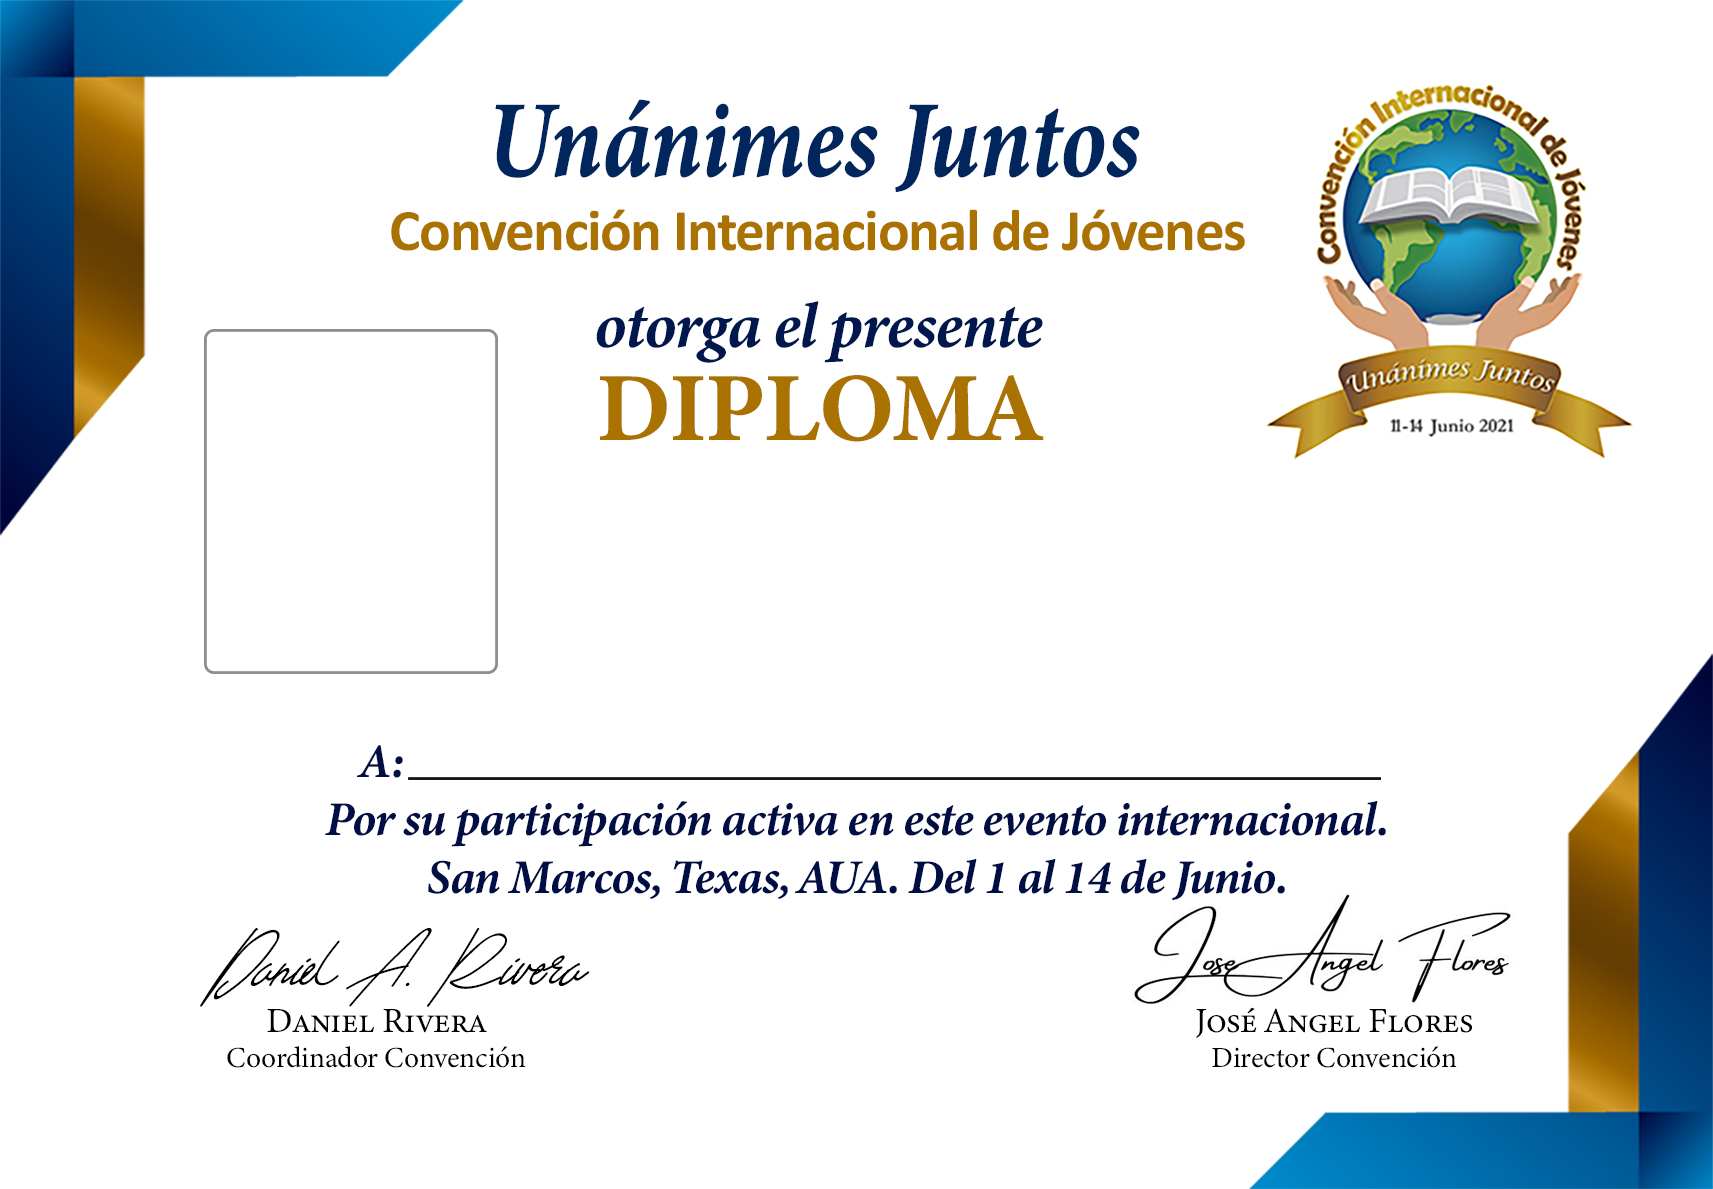 Unánimes Juntos
Convención Internacional de Jóvenes
Convención Internacional de Jóvenes
otorga el presente
DIPLOMA
Unánimes Juntos
11-14 Junio 2021
A:
Por su participación activa en este evento internacional.
San Marcos, Texas, AUA. Del 1 al 14 de Junio.
Daniel A. Rivera
Jose Angel Flores
DANIEL RIVERA
JOSÉ ANGEL FLORES
Coordinador Convención
Director Convención